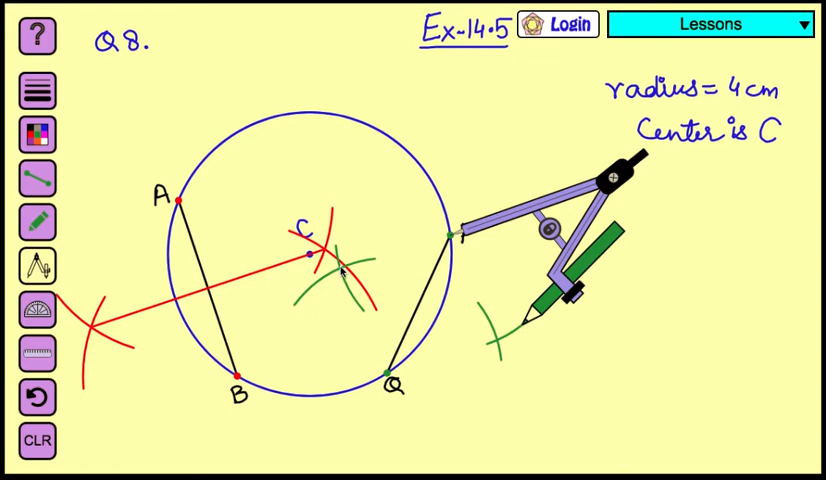 Q8.
Ex-14.5
Login
Lessons
radius = 4 cm
Center is C
A
C
B
Q
CLR